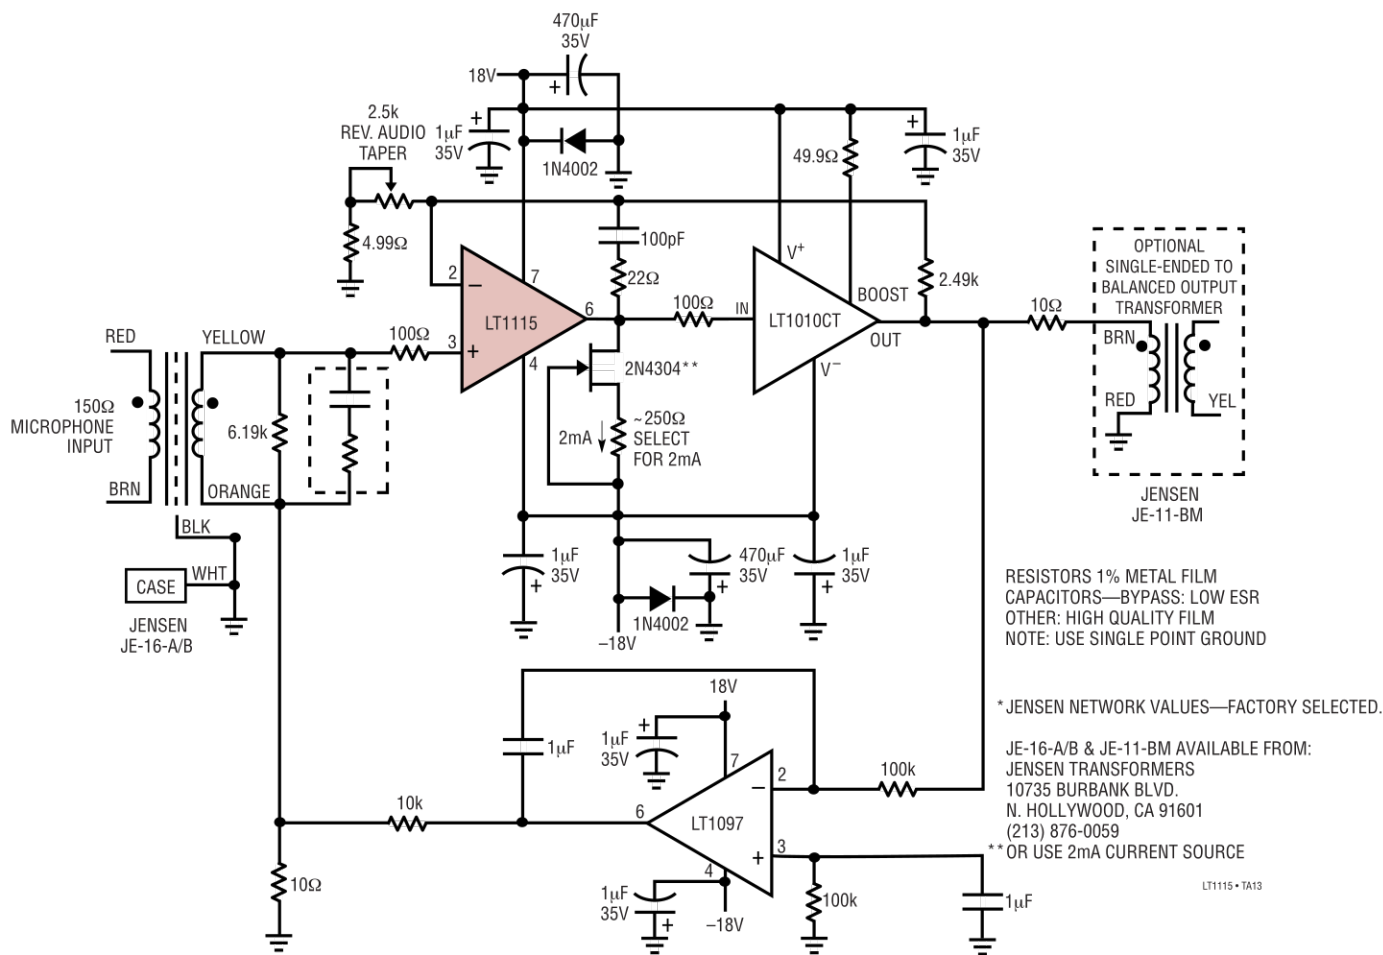 470µF
35V
18V
+
2.5k
REV. AUDIO
TAPER
+
1µF
35V
1N4002
49.9Ω
+
1µF
35V
4.99Ω
100pF
22Ω
2
–
7
LT1115
3
+
4
6
100Ω
IN
V+
LT1010CT
V–
BOOST
OUT
2.49k
10Ω
OPTIONAL
SINGLE-ENDED TO
BALANCED OUTPUT
TRANSFORMER
BRN
RED
YEL
JENSEN
JE-11-BM
RED
YELLOW
100Ω
150Ω
MICROPHONE
INPUT
6.19k
BRN
ORANGE
BLK
WHT
CASE
JENSEN
JE-16-A/B
2N4304**
2mA
~250Ω
SELECT
FOR 2mA
1µF
35V
+
470µF
35V
+
1µF
35V
+
1N4002
–18V
RESISTORS 1% METAL FILM
CAPACITORS—BYPASS: LOW ESR
OTHER: HIGH QUALITY FILM
NOTE: USE SINGLE POINT GROUND
*JENSEN NETWORK VALUES—FACTORY SELECTED.
JE-16-A/B & JE-11-BM AVAILABLE FROM:
JENSEN TRANSFORMERS
10735 BURBANK BLVD.
N. HOLLYWOOD, CA 91601
(213) 876-0059
**OR USE 2mA CURRENT SOURCE
LT1115 • TA13
18V
+
1µF
35V
1µF
7
2
–
100k
10k
6
LT1097
+
3
4
1µF
35V
+
–18V
100k
1µF
10Ω